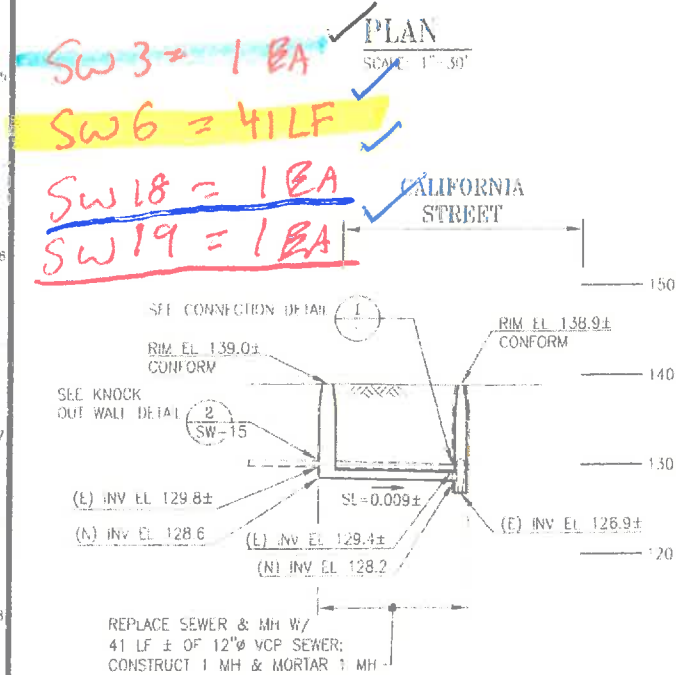 SW 3 = 1 EA
PLAN
SCALE: 1"=30'
SW 6 = 41 LF
SW 18 = 1 EA
CALIFORNIA
STREET
SW 19 = 1 EA
150
SEE CONNECTION DETAIL 1
RIM EL 139.0±
CONFORM
RIM EL 138.9±
CONFORM
140
SEE KNOCK
OUT WALL DETAIL 2
SW-15
130
(E) INV EL 129.8±
SL=0.009±
(N) INV EL 128.6
(E) INV EL 129.4±
(E) INV EL 126.9±
(N) INV EL 128.2
120
REPLACE SEWER & MH W/
41 LF ± OF 12"ø VCP SEWER;
CONSTRUCT 1 MH & MORTAR 1 MH